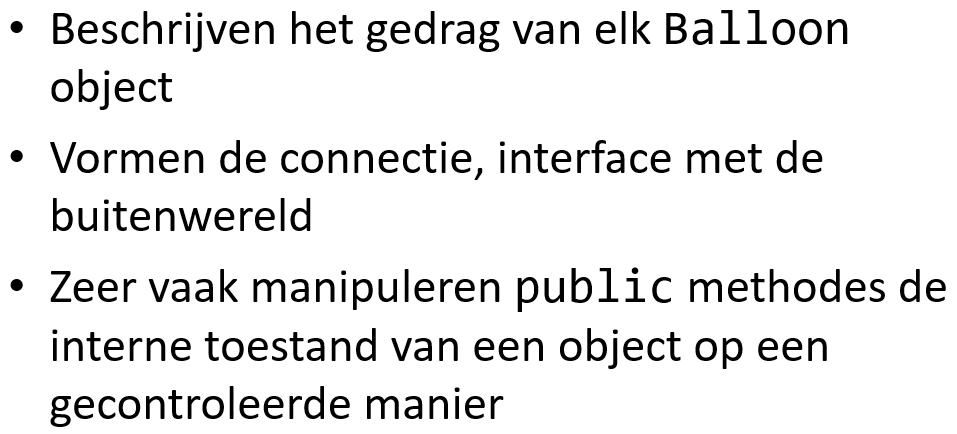 • Beschrijven het gedrag van elk Balloon
object
• Vormen de connectie, interface met de
buitenwereld
• Zeer vaak manipuleren public methodes de
interne toestand van een object op een
gecontroleerde manier